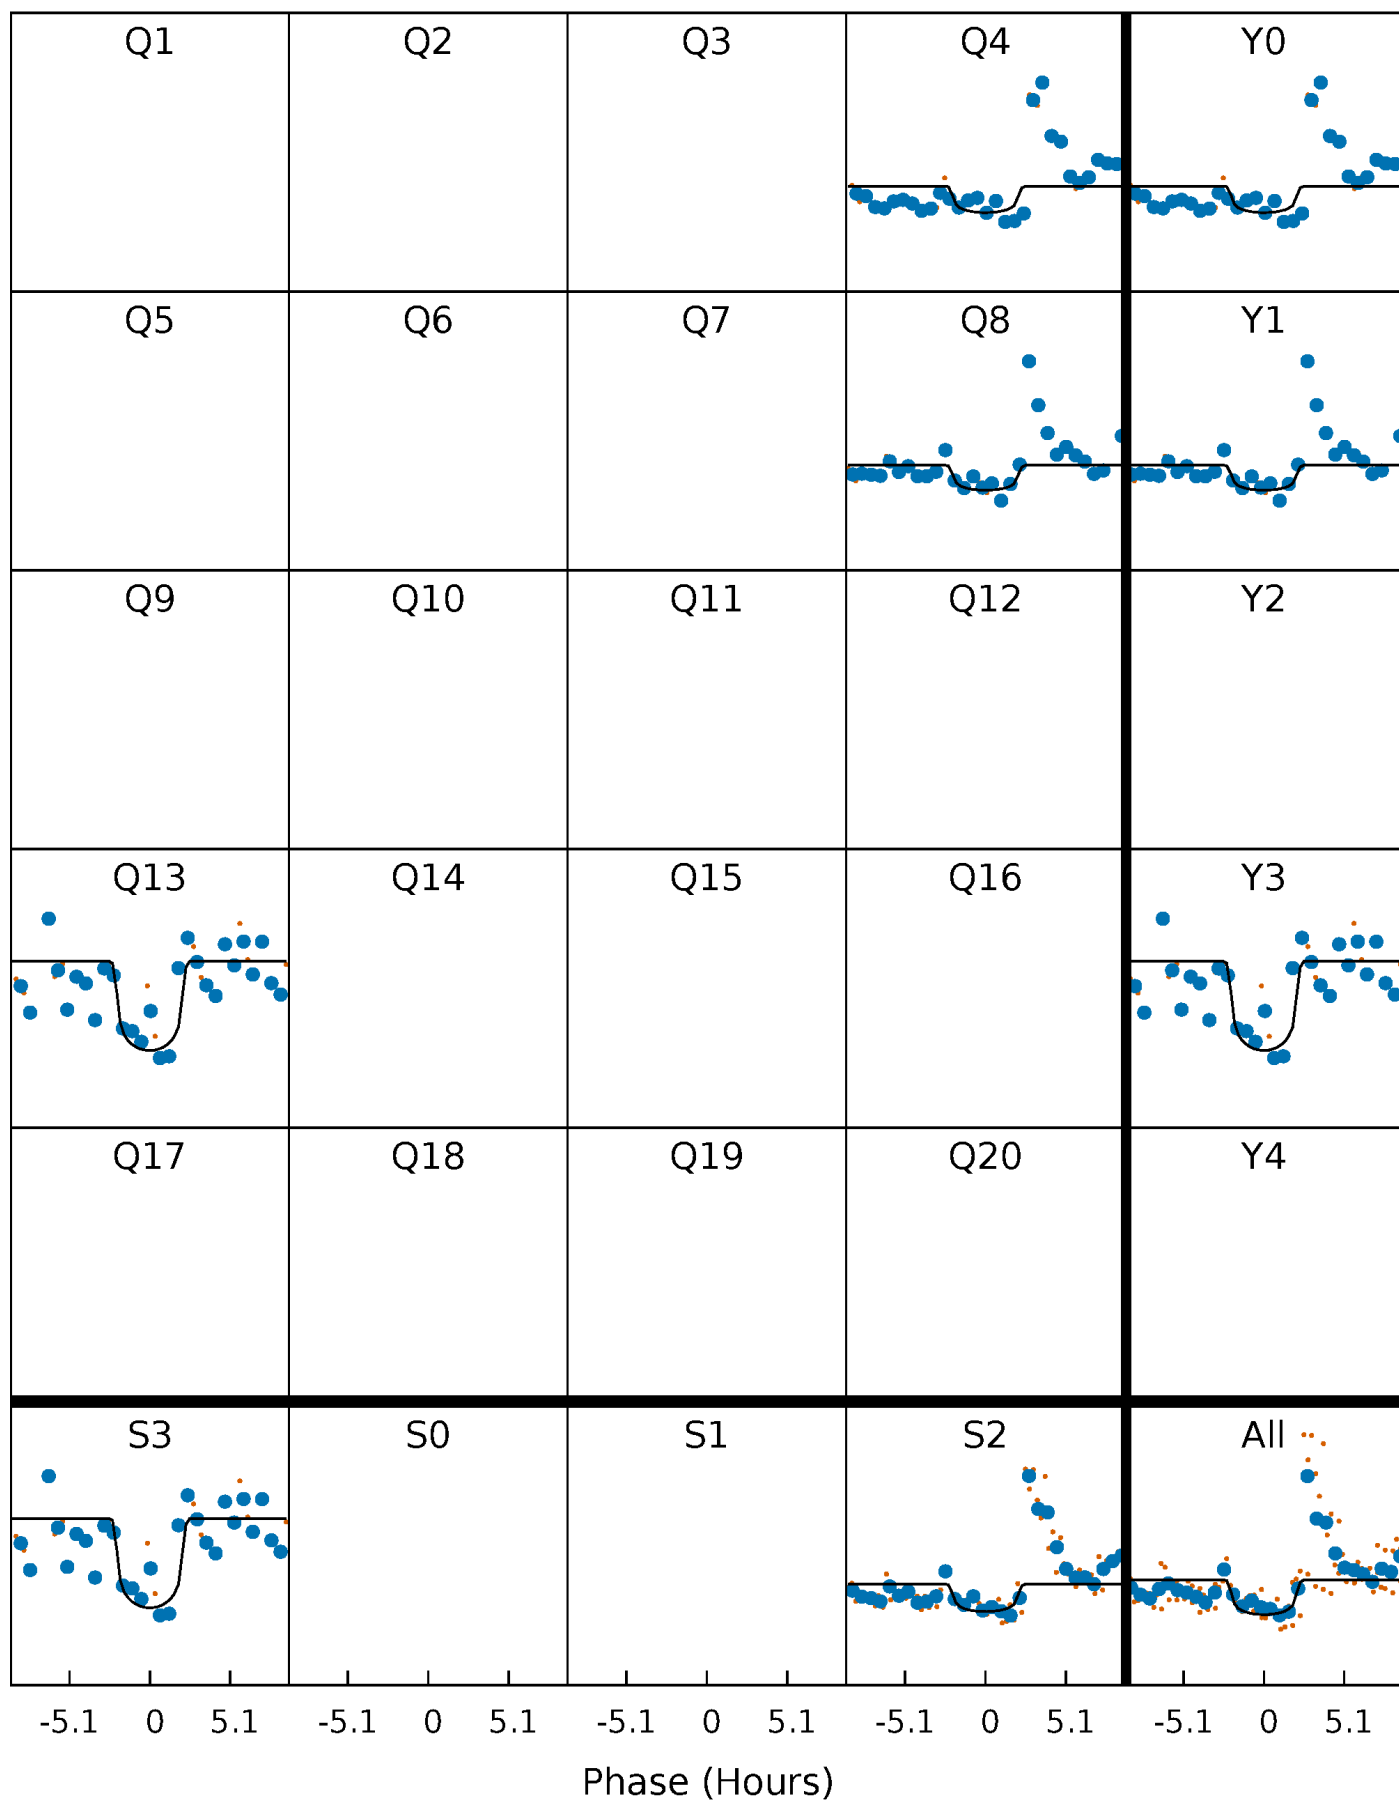 Q1 Q2 Q3 Q4 Y0
Q5 Q6 Q7 Q8 Y1
Q9 Q10 Q11 Q12 Y2
Q13 Q14 Q15 Q16 Y3
Q17 Q18 Q19 Q20 Y4
S3 S0 S1 S2 All
-5.1 0 5.1 -5.1 0 5.1 -5.1 0 5.1 -5.1 0 5.1 -5.1 0 5.1
Phase (Hours)